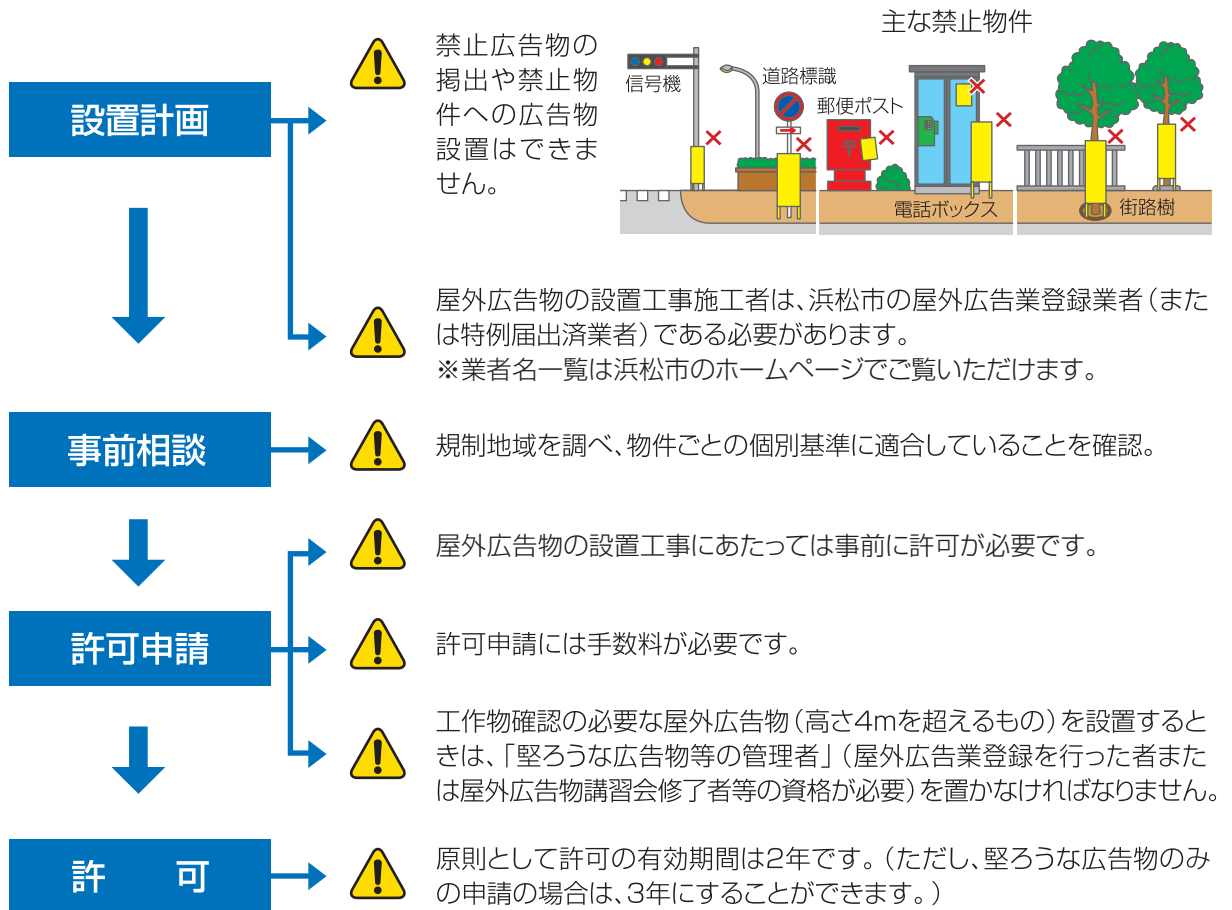 設置計画
禁止広告物の
掲出や禁止物
件への広告物
設置はできま
せん。
主な禁止物件
信号機
道路標識
郵便ポスト
電話ボックス
街路樹
屋外広告物の設置工事施工者は、浜松市の屋外広告業登録業者（また
は特例届出済業者）である必要があります。
※業者名一覧は浜松市のホームページでご覧いただけます。
事前相談
規制地域を調べ、物件ごとの個別基準に適合していることを確認。
許可申請
屋外広告物の設置工事にあたっては事前に許可が必要です。
許可申請には手数料が必要です。
工作物確認の必要な屋外広告物（高さ4mを超えるもの）を設置すると
きは、「堅ろうな広告物等の管理者」（屋外広告業登録を行った者また
は屋外広告物講習会修了者等の資格が必要）を置かなければなりません。
許　可
原則として許可の有効期間は2年です。（ただし、堅ろうな広告物のみ
の申請の場合は、3年にすることができます。）